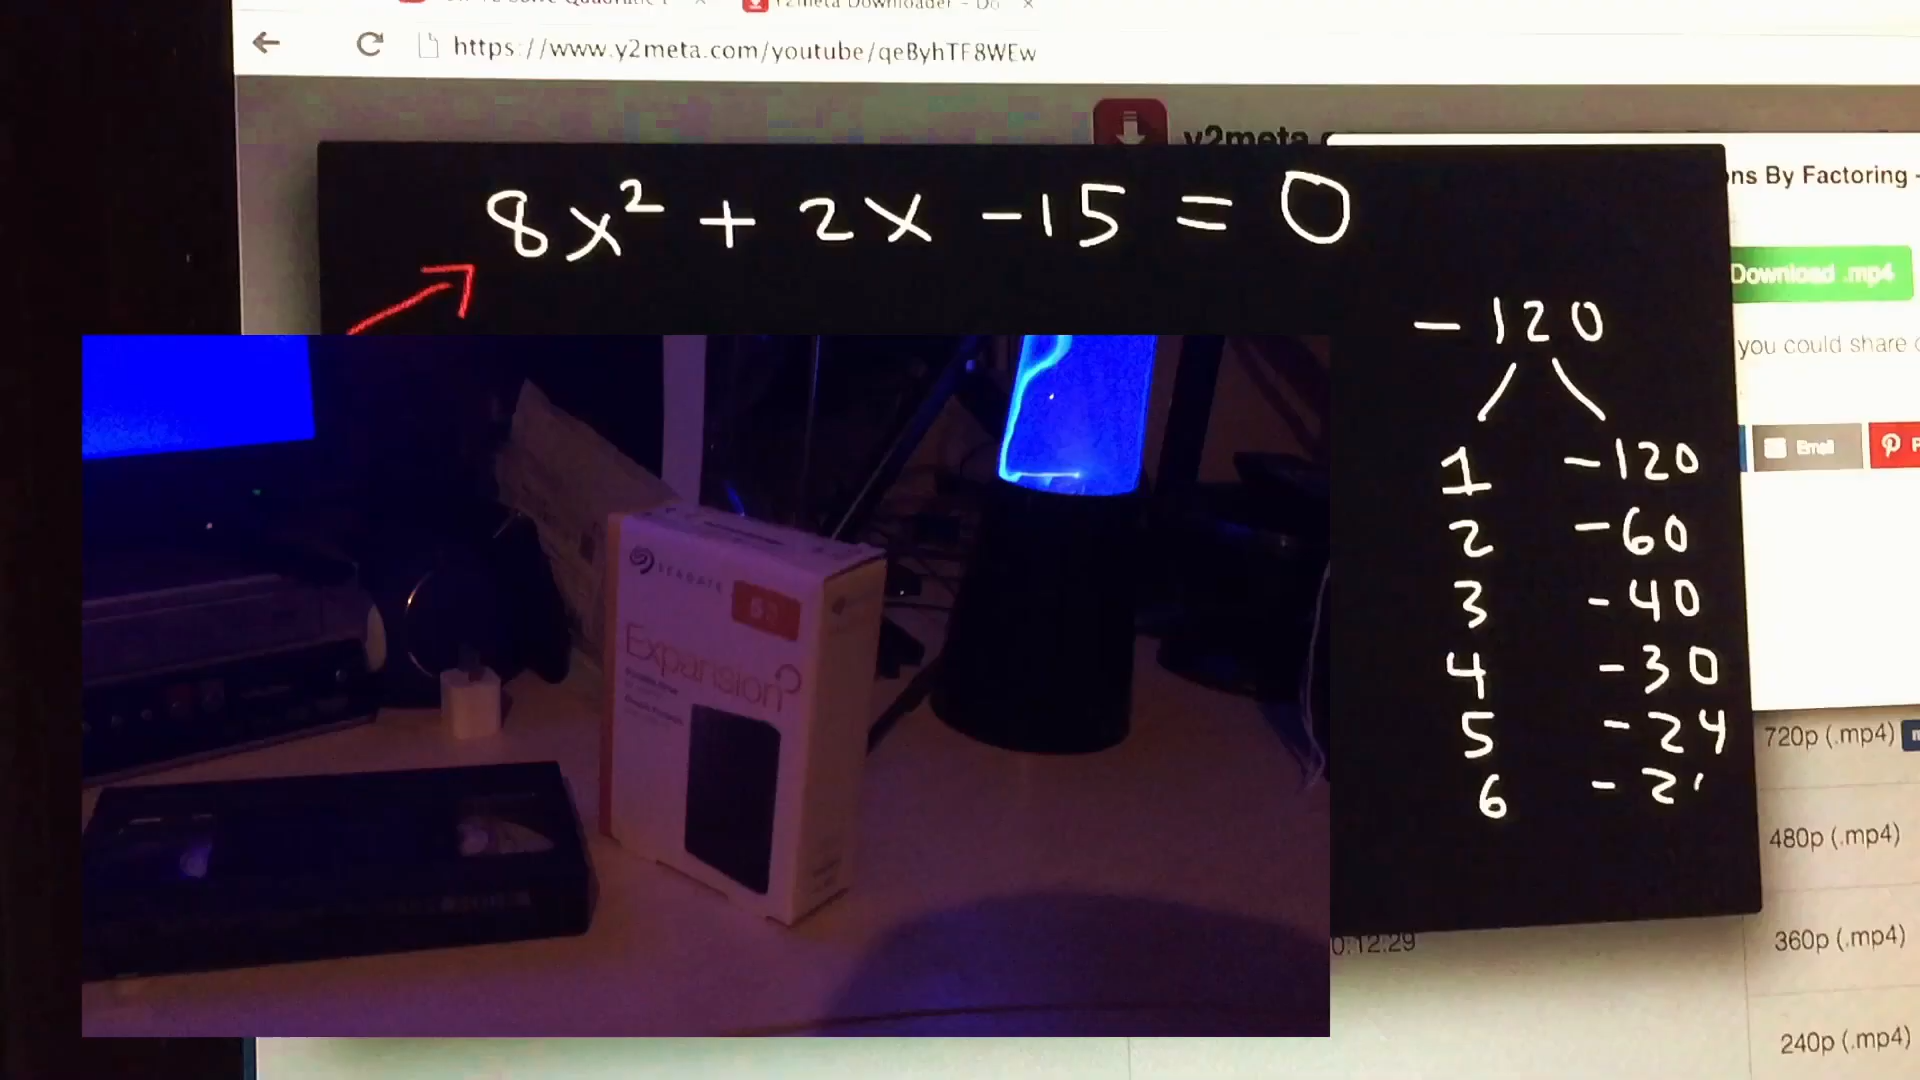 https://www.y2meta.com/youtube/qeByhTF8WEw
8x² + 2x - 15 = 0
ns By Factoring -
Download .mp4
-120
you could share
Email
1 -120
2 -60
3 -40
4 -30
5 -24
6 -2
SEAGATE
Expansion
720p (.mp4)
480p (.mp4)
0:12:29
360p (.mp4)
240p (.mp4)